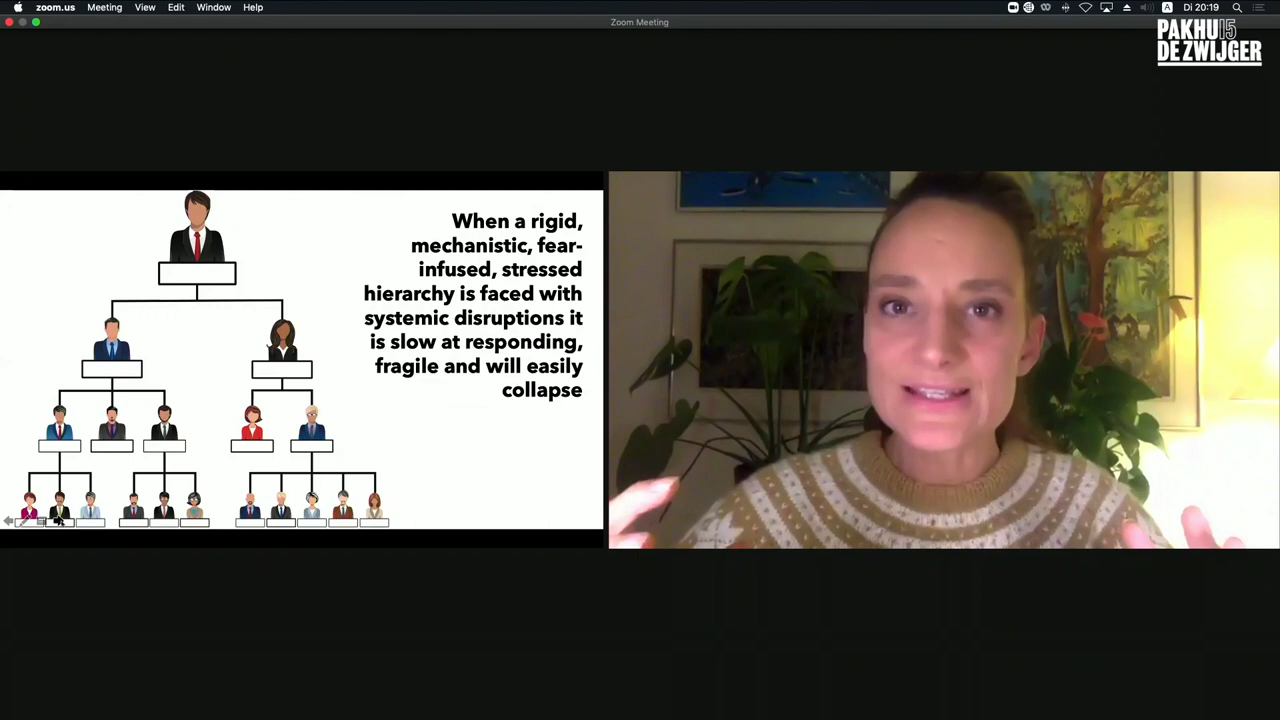 zoom.us Meeting View Edit Window Help
A Di 20:19
Zoom Meeting
PAKHUIS
DE ZWIJGER
When a rigid,
mechanistic, fear-
infused, stressed
hierarchy is faced with
systemic disruptions it
is slow at responding,
fragile and will easily
collapse